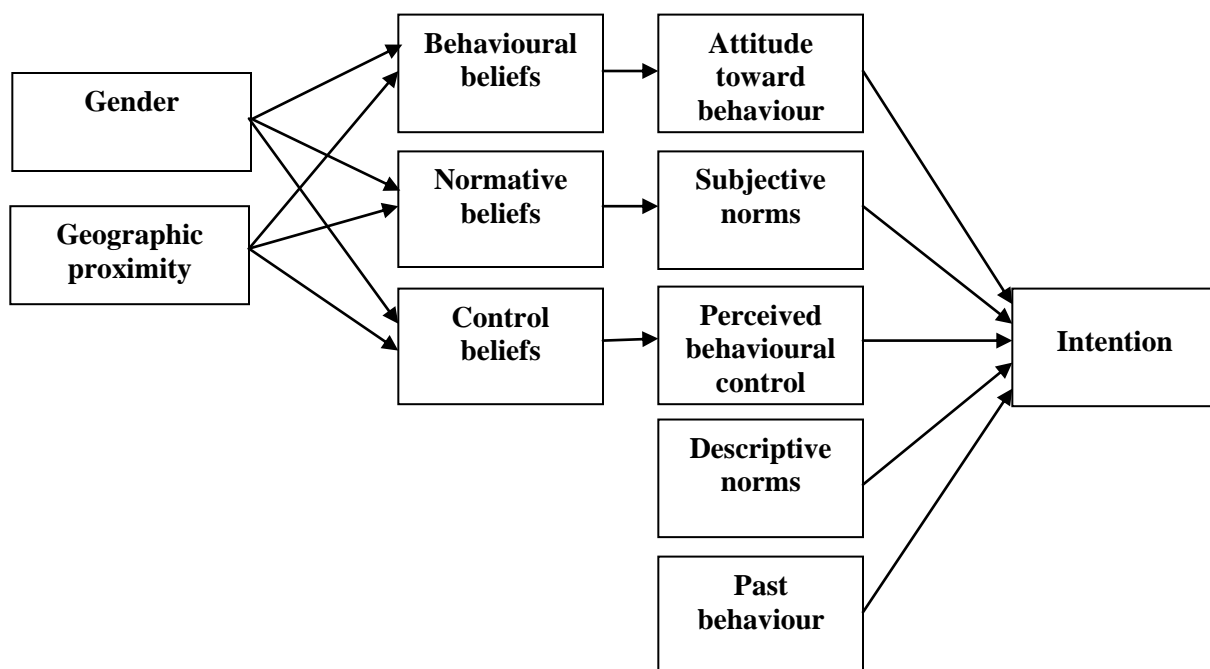 Gender
Geographic
proximity
Behavioural
beliefs
Normative
beliefs
Control
beliefs
Attitude
toward
behaviour
Subjective
norms
Perceived
behavioural
control
Descriptive
norms
Past
behaviour
Intention